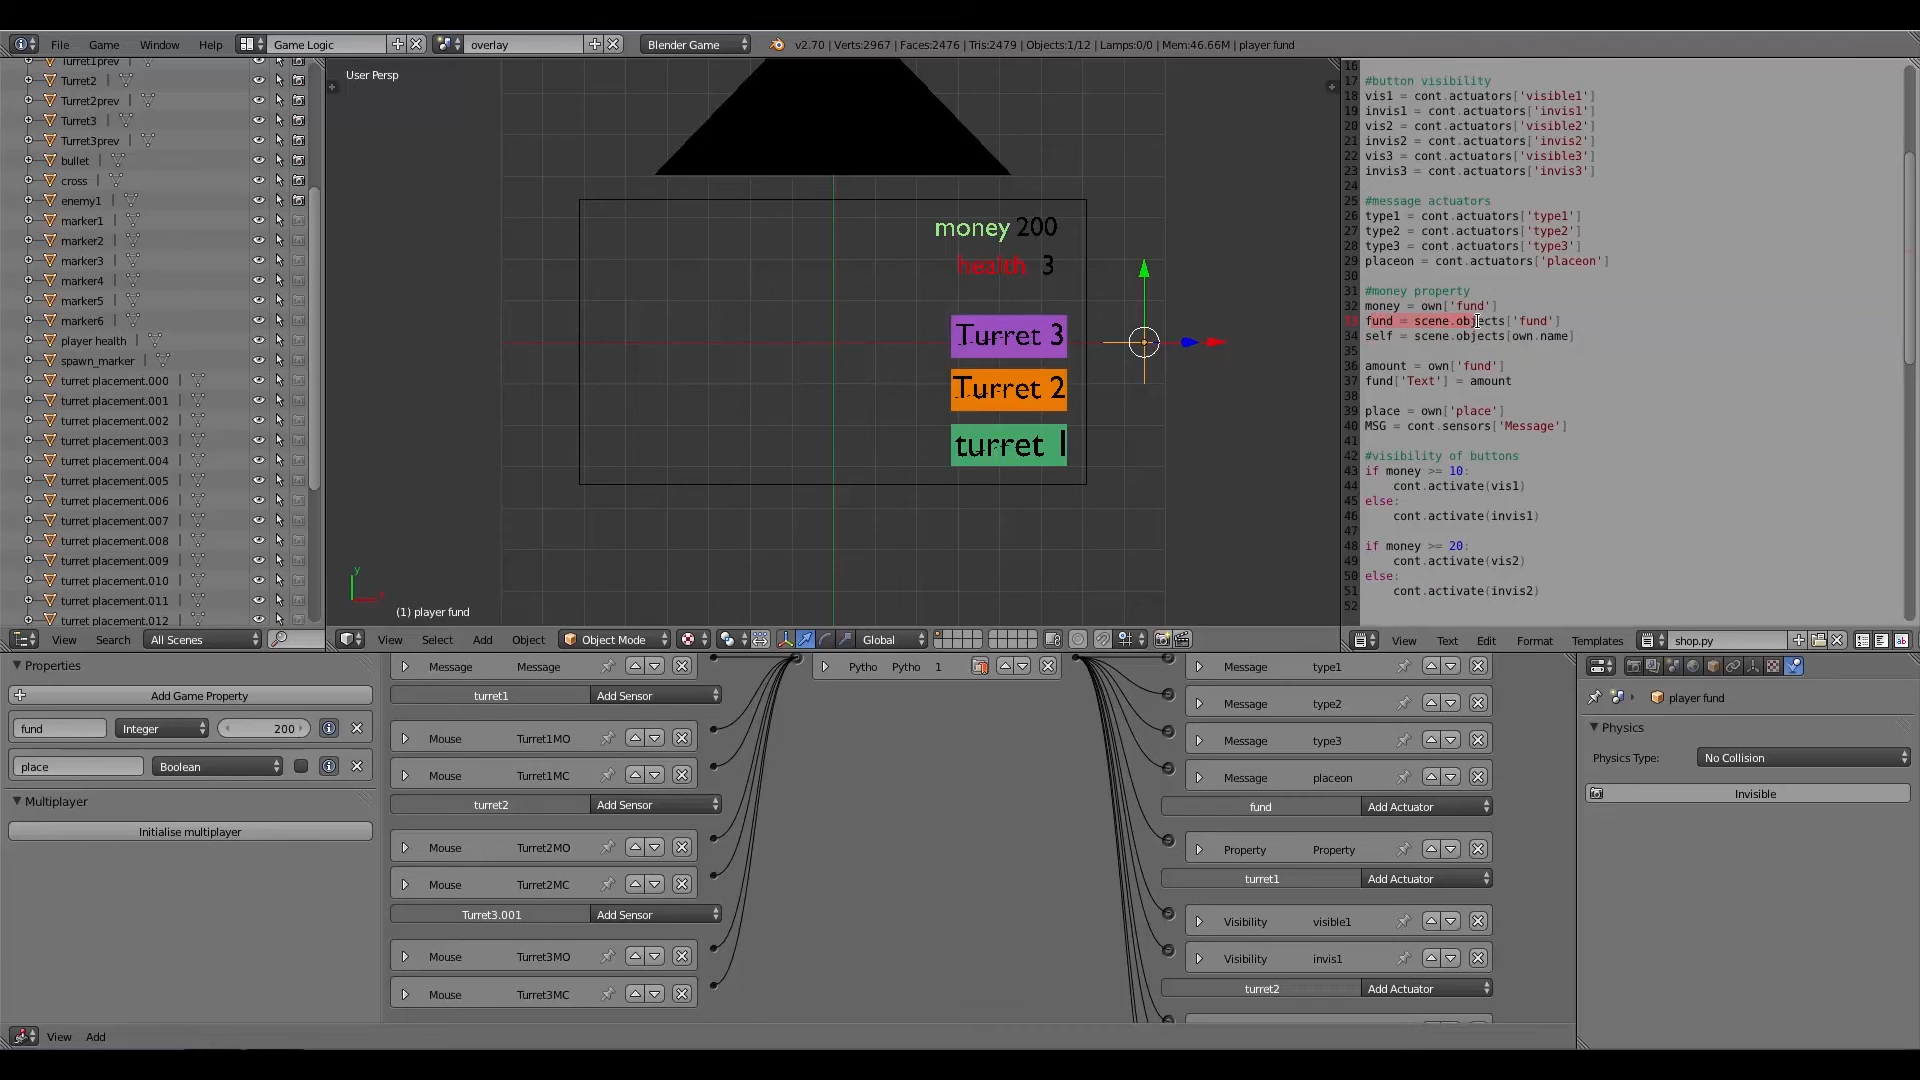 File Game Window Help Game Logic overlay Blender Game v2.70 | Verts:2967 | Faces:2476 | Tris:2479 | Objects:1/12 | Lamps:0/0 | Mem:46.66M | player fund
Turret1prev
Turret2
Turret2prev
Turret3
Turret3prev
bullet
cross
enemy1
marker1
marker2
marker3
marker4
marker5
marker6
player health
spawn_marker
turret placement.000
turret placement.001
turret placement.002
turret placement.003
turret placement.004
turret placement.005
turret placement.006
turret placement.007
turret placement.008
turret placement.009
turret placement.010
turret placement.011
turret placement.012
View Search All Scenes
User Persp
money 200
health 3
Turret 3
Turret 2
turret 1
y
(1) player fund
View Select Add Object Object Mode Global
16
17 #button visibility
18 vis1 = cont.actuators['visible1']
19 invis1 = cont.actuators['invis1']
20 vis2 = cont.actuators['visible2']
21 invis2 = cont.actuators['invis2']
22 vis3 = cont.actuators['visible3']
23 invis3 = cont.actuators['invis3']
24
25 #message actuators
26 type1 = cont.actuators['type1']
27 type2 = cont.actuators['type2']
28 type3 = cont.actuators['type3']
29 placeon = cont.actuators['placeon']
30
31 #money property
32 money = own['fund']
33 fund = scene.objects['fund']
34 self = scene.objects[own.name]
35
36 amount = own['fund']
37 fund['Text'] = amount
38
39 place = own['place']
40 MSG = cont.sensors['Message']
41
42 #visibility of buttons
43 if money >= 10:
44 cont.activate(vis1)
45 else:
46 cont.activate(invis1)
47
48 if money >= 20:
49 cont.activate(vis2)
50 else:
51 cont.activate(invis2)
52
View Text Edit Format Templates shop.py
Properties
Add Game Property
fund Integer 200
place Boolean
Multiplayer
Initialise multiplayer
Message Message
turret1 Add Sensor
Mouse Turret1MO
Mouse Turret1MC
turret2 Add Sensor
Mouse Turret2MO
Mouse Turret2MC
Turret3.001 Add Sensor
Mouse Turret3MO
Mouse Turret3MC
Pytho Pytho 1
Message type1
Message type2
Message type3
Message placeon
fund Add Actuator
Property Property
turret1 Add Actuator
Visibility visible1
Visibility invis1
turret2 Add Actuator
player fund
Physics
Physics Type: No Collision
Invisible
View Add